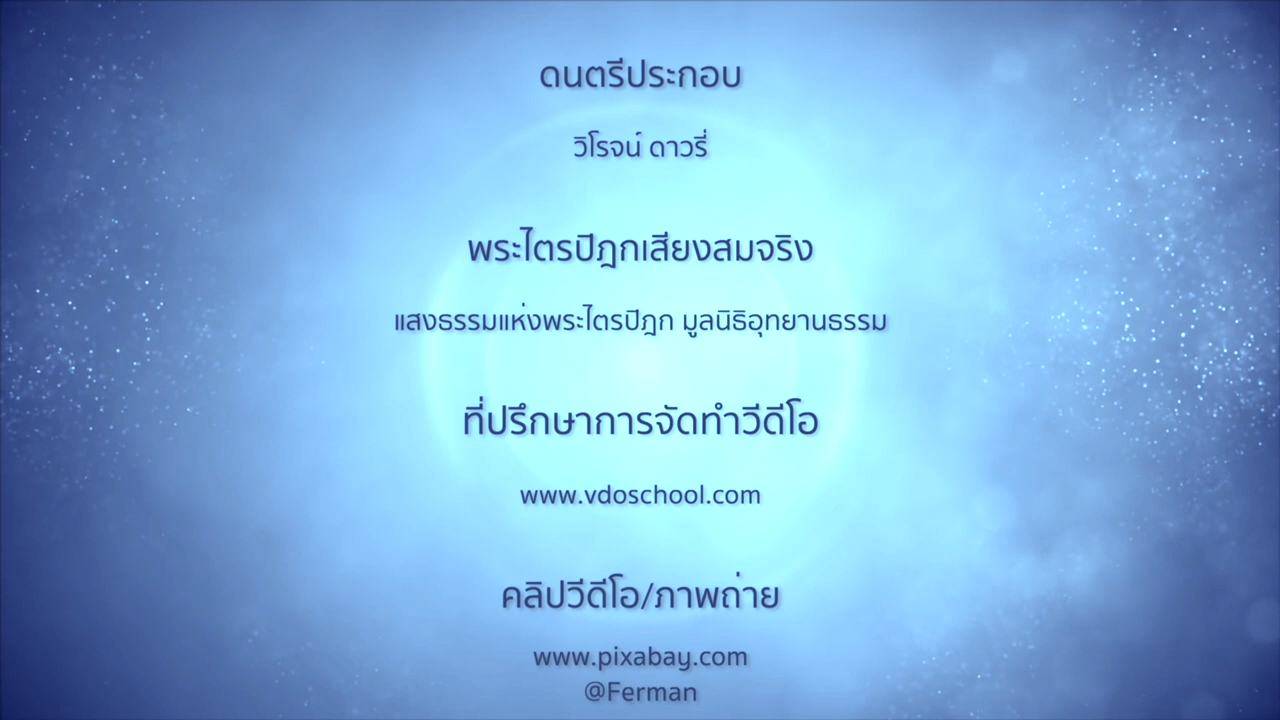 ดนตรีประกอบ
วิโรจน์ ดาวรี่
พระไตรปิฎกเสียงสมจริง
แสงธรรมแห่งพระไตรปิฎก มูลนิธิอุทยานธรรม
ที่ปรึกษาการจัดทำวีดีโอ
www.vdoschool.com
คลิปวีดีโอ/ภาพถ่าย
www.pixabay.com
@Ferman